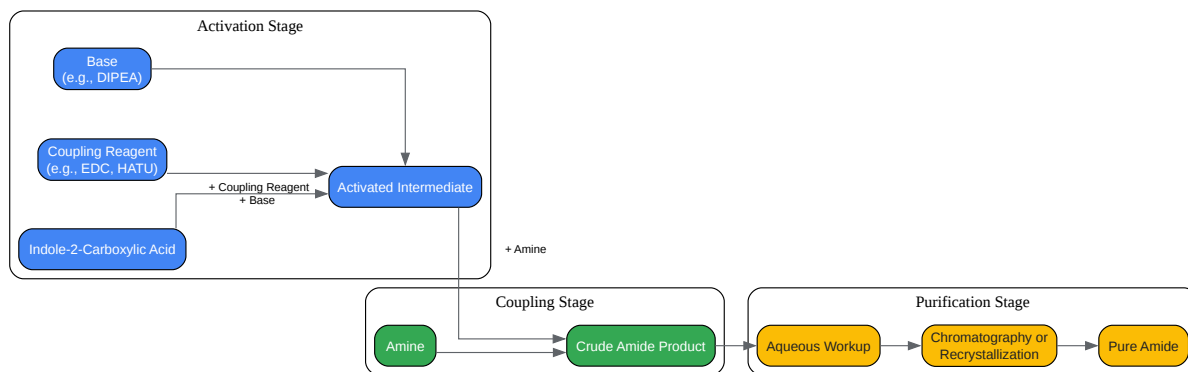 Activation Stage
Base
(e.g., DIPEA)
Coupling Reagent
(e.g., EDC, HATU)
+ Coupling Reagent
+ Base
Activated Intermediate
Indole-2-Carboxylic Acid
+ Amine
Coupling Stage
Amine
Crude Amide Product
Purification Stage
Aqueous Workup
Chromatography or
Recrystallization
Pure Amide